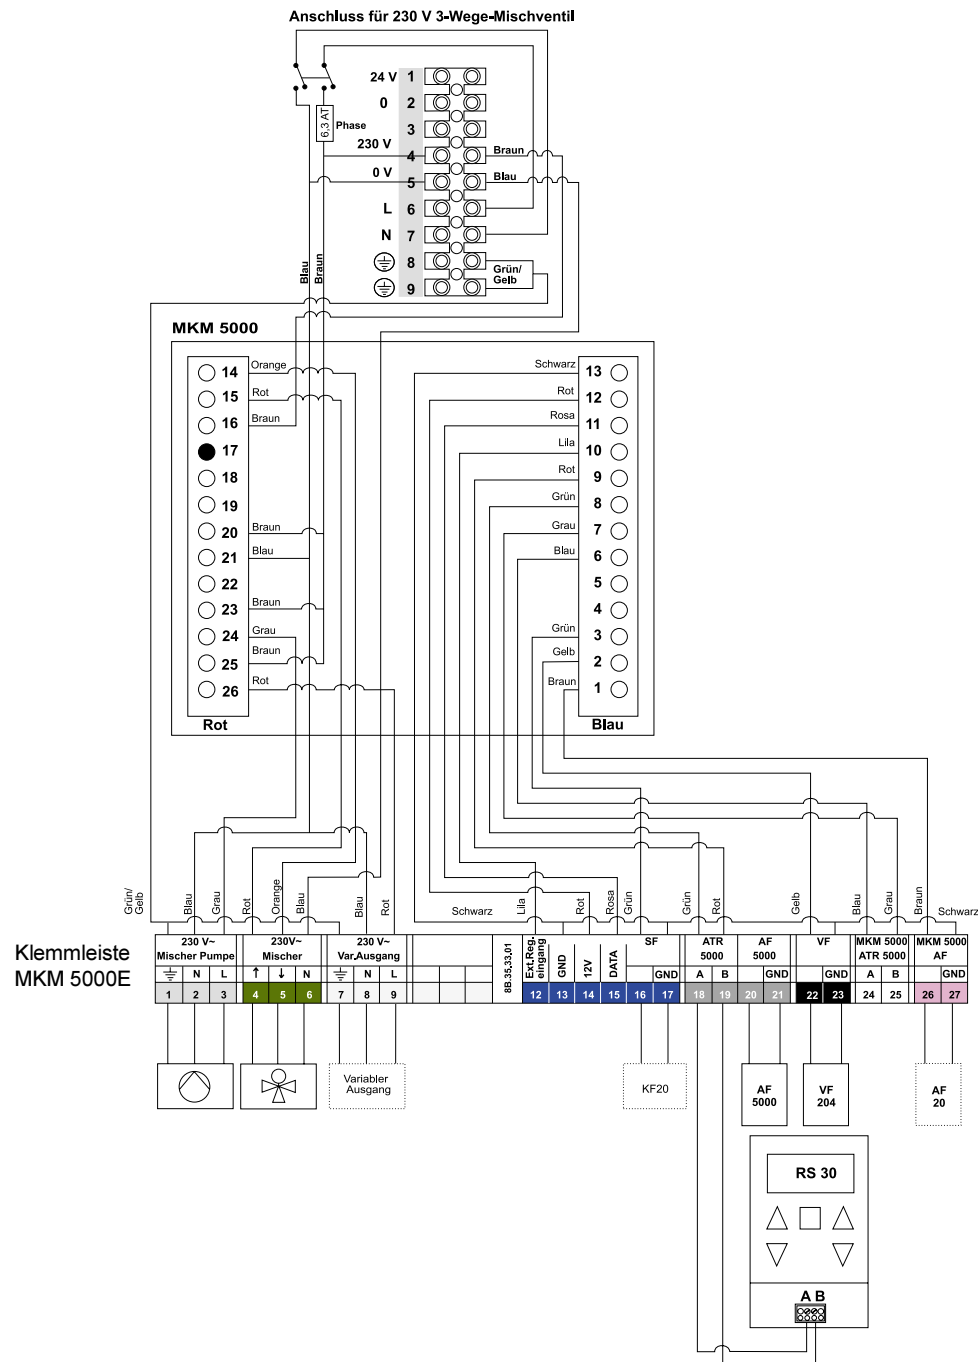 Anschluss für 230 V 3-Wege-Mischventil
24 V 1
0 2
3
6,3 AT
Phase
230 V 4 Braun
0 V 5 Blau
L 6
N 7
8
Grün/
Gelb
9
Blau
Braun
MKM 5000
14 Orange
15 Rot
16 Braun
17
18
19
20 Braun
21 Blau
22
23 Braun
24 Grau
25 Braun
26 Rot
Rot
Schwarz 13
Rot 12
Rosa 11
Lila 10
Rot 9
Grün 8
Grau 7
Blau 6
5
4
Grün 3
Gelb 2
Braun 1
Blau
Grün/
Gelb
Blau
Grau
Rot
Orange
Blau
Blau
Rot
Schwarz
Lila
Rot
Rosa
Grün
Grün
Rot
Gelb
Blau
Grau
Braun
Schwarz
Klemmleiste
MKM 5000E
230 V~
Mischer Pumpe
N L
1 2 3
230V~
Mischer
↑ ↓ N
4 5 6
230 V~
Var.Ausgang
N L
7 8 9
8B.35.33.01
Ext.Reg.
eingang
GND
12V
DATA
SF
GND
12 13 14 15 16 17
ATR
5000
A B
18 19
AF
5000
GND
20 21
VF
22 23
MKM 5000
ATR 5000
A B
24 25
MKM 5000
AF
GND
26 27
Variabler
Ausgang
KF20
AF
5000
VF
204
AF
20
RS 30
A B